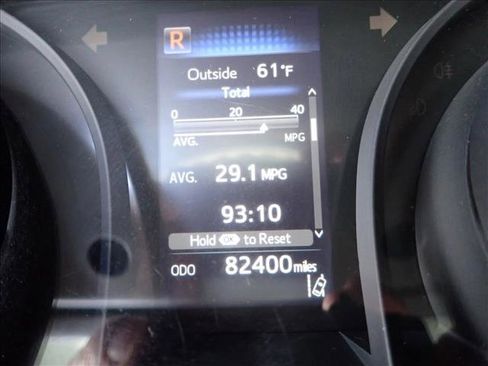 R
Outside 61°F
Total
0 20 40
AVG. MPG
AVG. 29.1 MPG
93:10
Hold OK to Reset
ODO 82400 miles